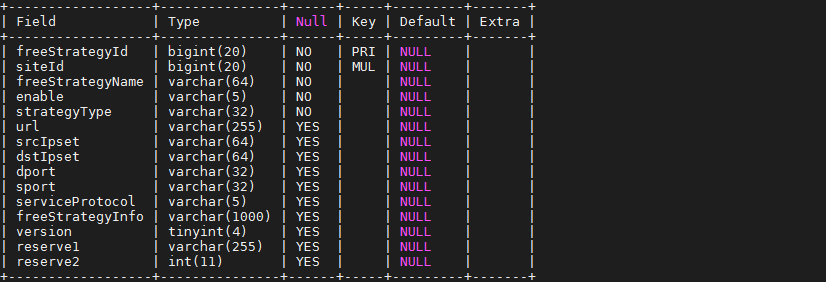 +------------------+---------------+------+-----+---------+-------+
| Field            | Type          | Null | Key | Default | Extra |
+------------------+---------------+------+-----+---------+-------+
| freeStrategyId   | bigint(20)    | NO   | PRI | NULL    |       |
| siteId           | bigint(20)    | NO   | MUL | NULL    |       |
| freeStrategyName | varchar(64)   | NO   |     | NULL    |       |
| enable           | varchar(5)    | NO   |     | NULL    |       |
| strategyType     | varchar(32)   | NO   |     | NULL    |       |
| url              | varchar(255)  | YES  |     | NULL    |       |
| srcIpset         | varchar(64)   | YES  |     | NULL    |       |
| dstIpset         | varchar(64)   | YES  |     | NULL    |       |
| dport            | varchar(32)   | YES  |     | NULL    |       |
| sport            | varchar(32)   | YES  |     | NULL    |       |
| serviceProtocol  | varchar(5)    | YES  |     | NULL    |       |
| freeStrategyInfo | varchar(1000) | YES  |     | NULL    |       |
| version          | tinyint(4)    | YES  |     | NULL    |       |
| reserve1         | varchar(255)  | YES  |     | NULL    |       |
| reserve2         | int(11)       | YES  |     | NULL    |       |
+------------------+---------------+------+-----+---------+-------+